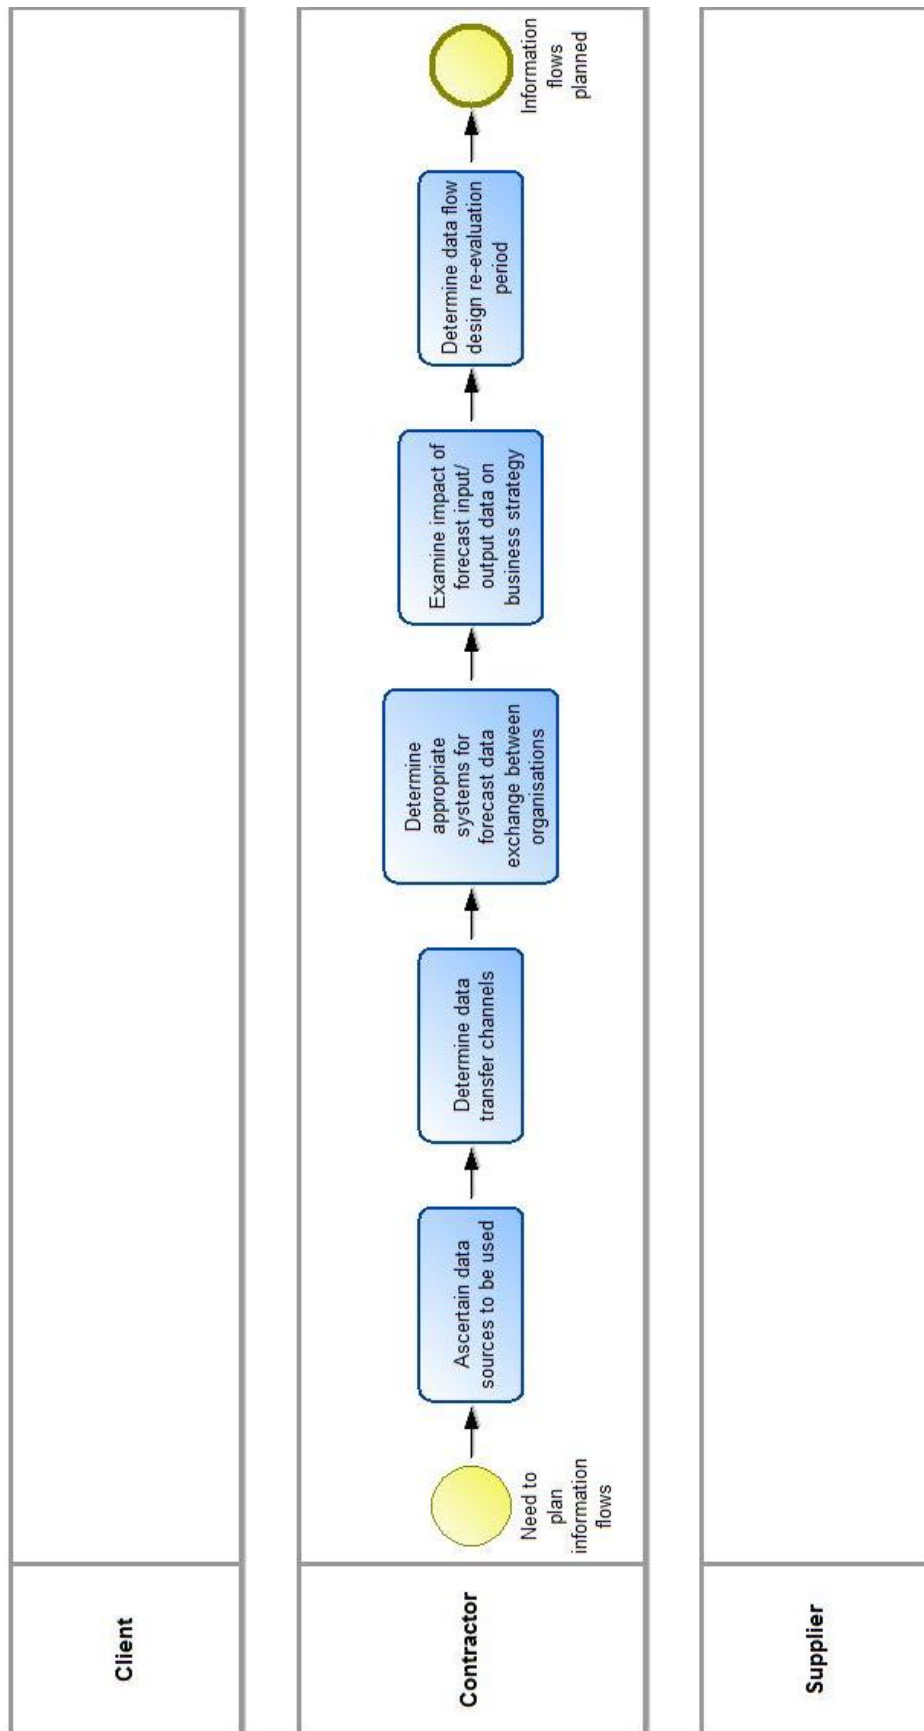 Client
Contractor
Need to
plan
information
flows
Ascertain data
sources to be used
Determine data
transfer channels
Determine
appropriate
systems for
forecast data
exchange between
organisations
Examine impact of
forecast input/
output data on
business strategy
Determine data flow
design re-evaluation
period
Information
flows
planned
Supplier